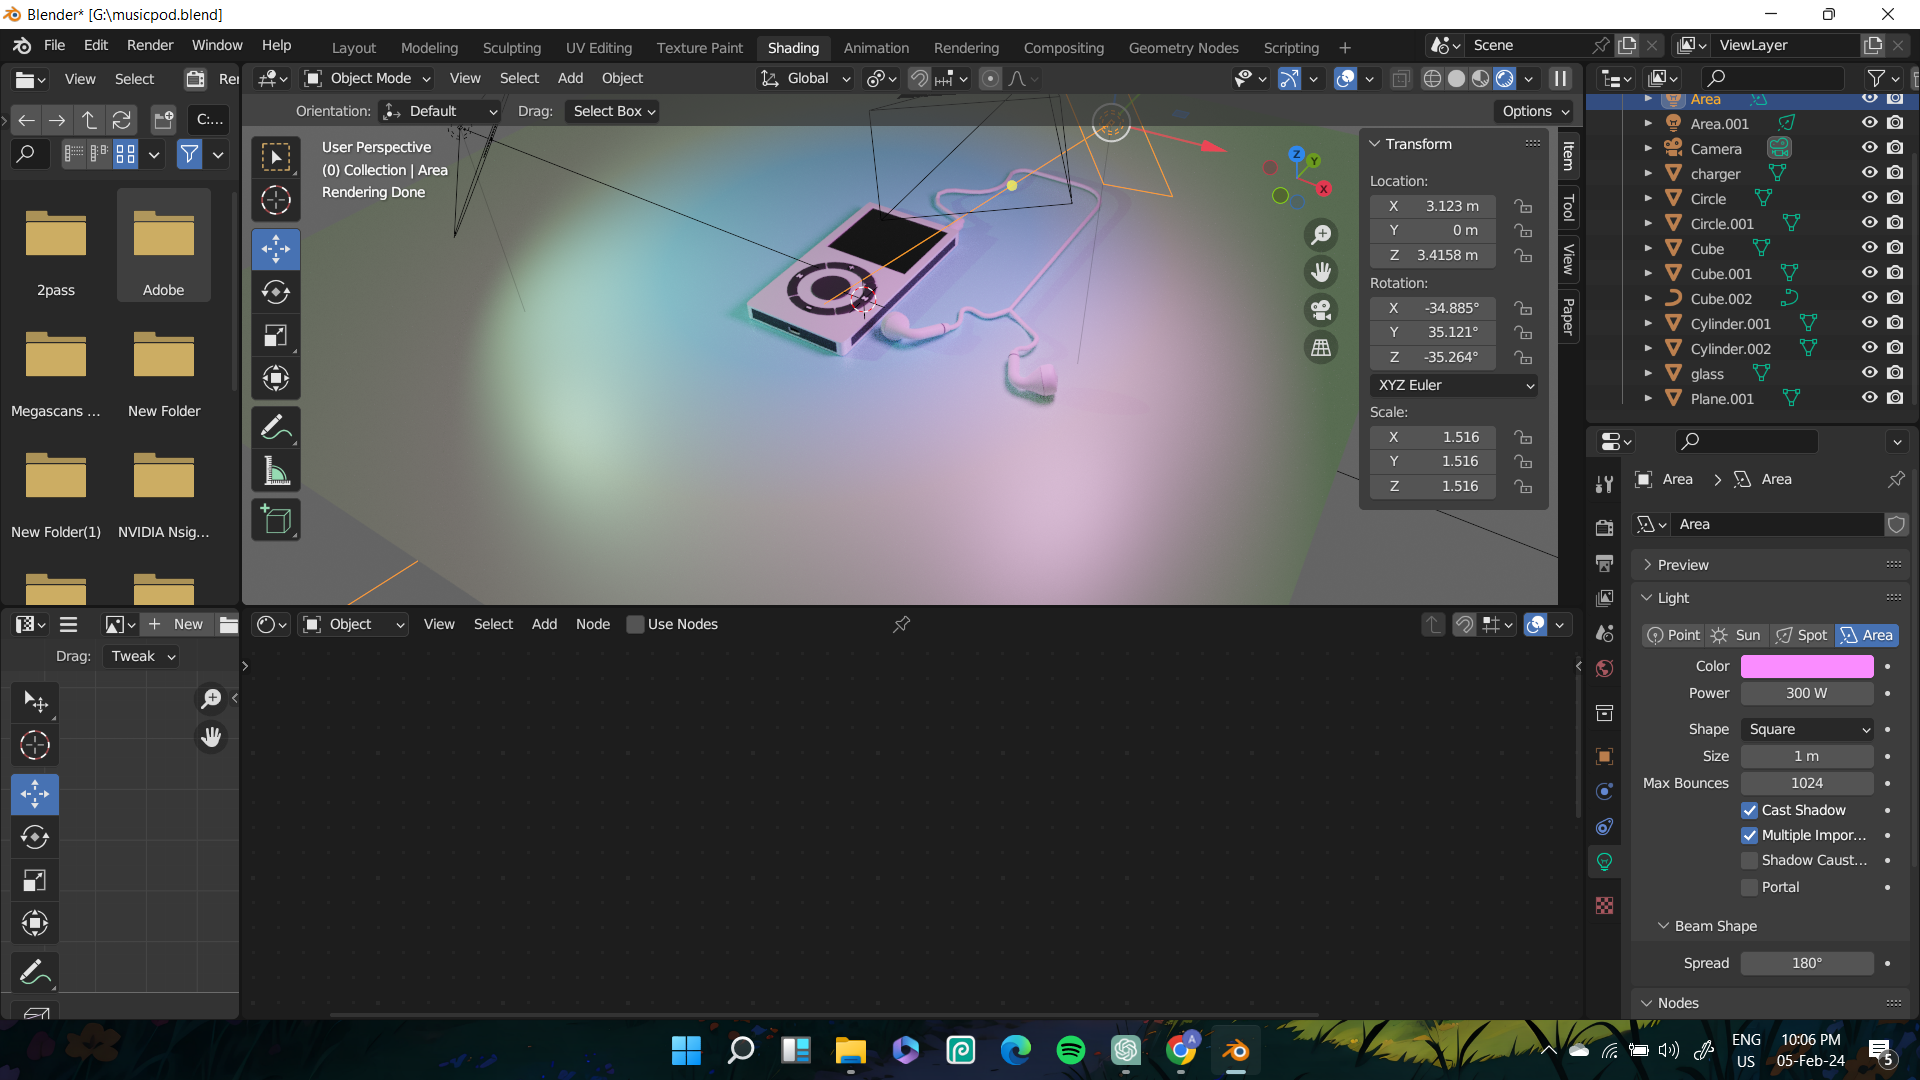 Blender* [G:\musicpod.blend]
File Edit Render Window Help
Layout Modeling Sculpting UV Editing Texture Paint Shading Animation Rendering Compositing Geometry Nodes Scripting +
Scene
ViewLayer
View Select
Object Mode View Select Add Object
Global
C:...
Orientation: Default Drag: Select Box
Options
User Perspective
(0) Collection | Area
Rendering Done
2pass
Adobe
Megascans ...
New Folder
New Folder(1)
NVIDIA Nsig...
Z
Y
X
Transform
Location:
X 3.123 m
Y 0 m
Z 3.4158 m
Rotation:
X -34.885°
Y 35.121°
Z -35.264°
XYZ Euler
Scale:
X 1.516
Y 1.516
Z 1.516
Item
Tool
View
Paper
Area
Area.001
Camera
charger
Circle
Circle.001
Cube
Cube.001
Cube.002
Cylinder.001
Cylinder.002
glass
Plane.001
Area > Area
Area
Preview
Light
Point Sun Spot Area
Color
Power 300 W
Shape Square
Size 1 m
Max Bounces 1024
Cast Shadow
Multiple Impor...
Shadow Caust...
Portal
Beam Shape
Spread 180°
Nodes
+ New
Drag: Tweak
Object View Select Add Node Use Nodes
ENG
US
10:06 PM
05-Feb-24
5